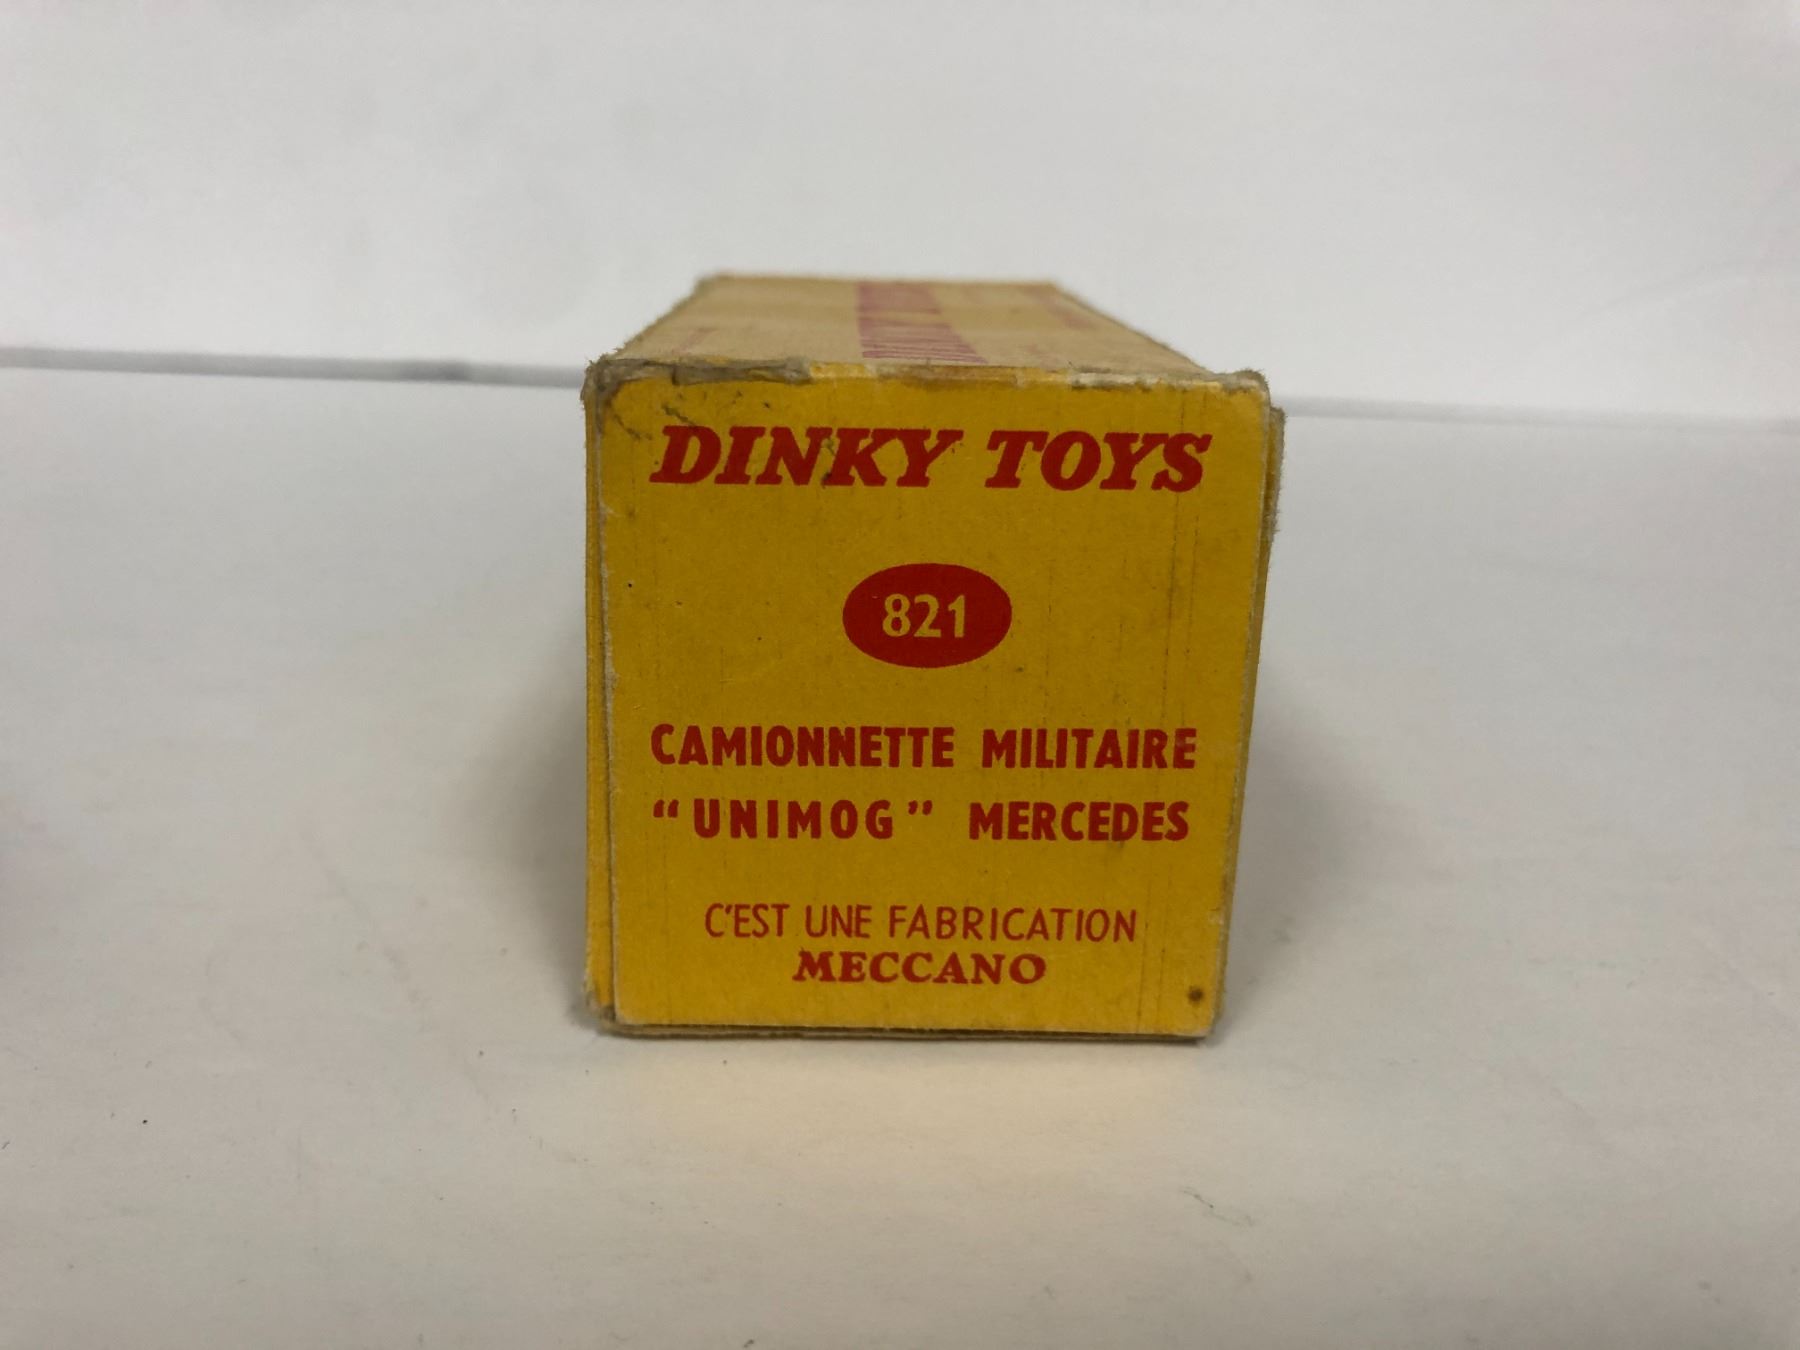 DINKY TOYS
821
CAMIONNETTE MILITAIRE
"UNIMOG" MERCEDES
C'EST UNE FABRICATION
MECCANO